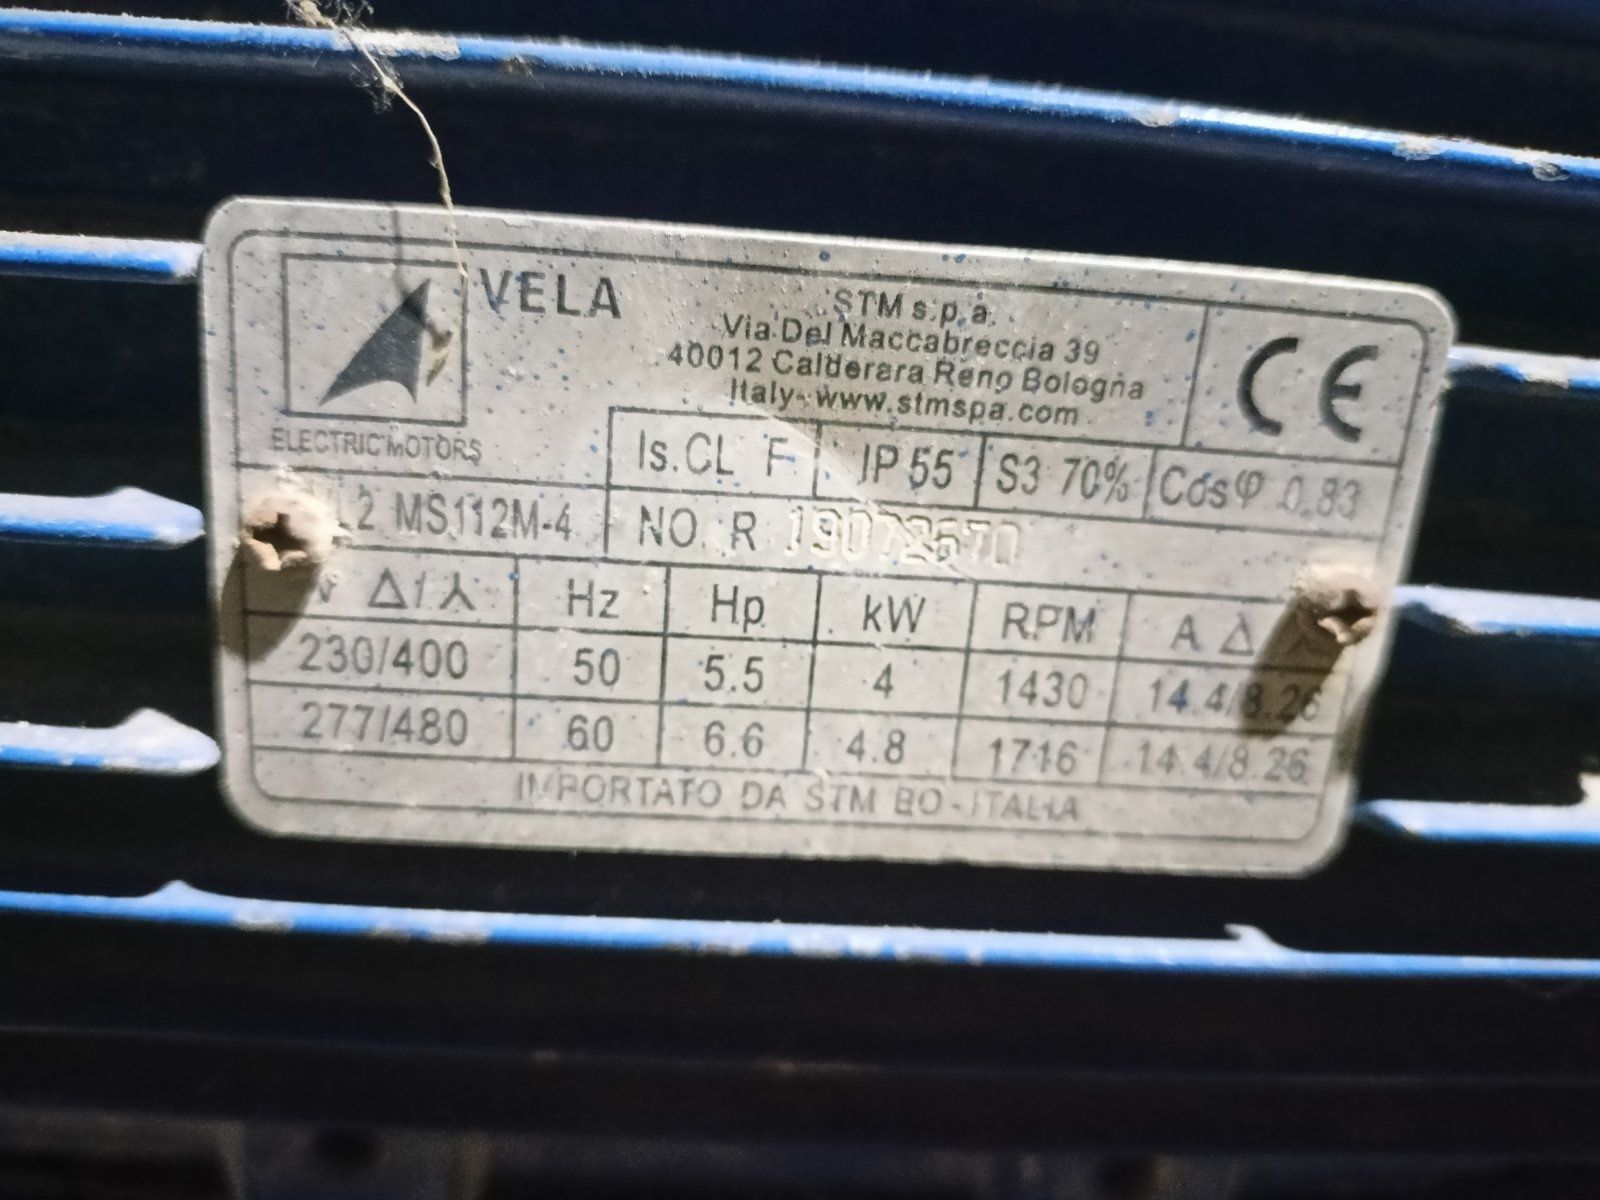 VELA
ELECTRIC MOTORS
STM s.p.a.
Via Del Maccabreccia 39
40012 Calderara Reno Bologna
Italy-www.stmspa.com
CE
Is.CL F IP 55 S3 70% Cosφ 0.83
L2 MS112M-4 NO. R 19072670
V Δ/⅄ Hz Hp kW RPM A Δ
230/400 50 5.5 4 1430 14.4/8.26
277/480 60 6.6 4.8 1716 14.4/8.26
IMPORTATO DA STM BO-ITALIA